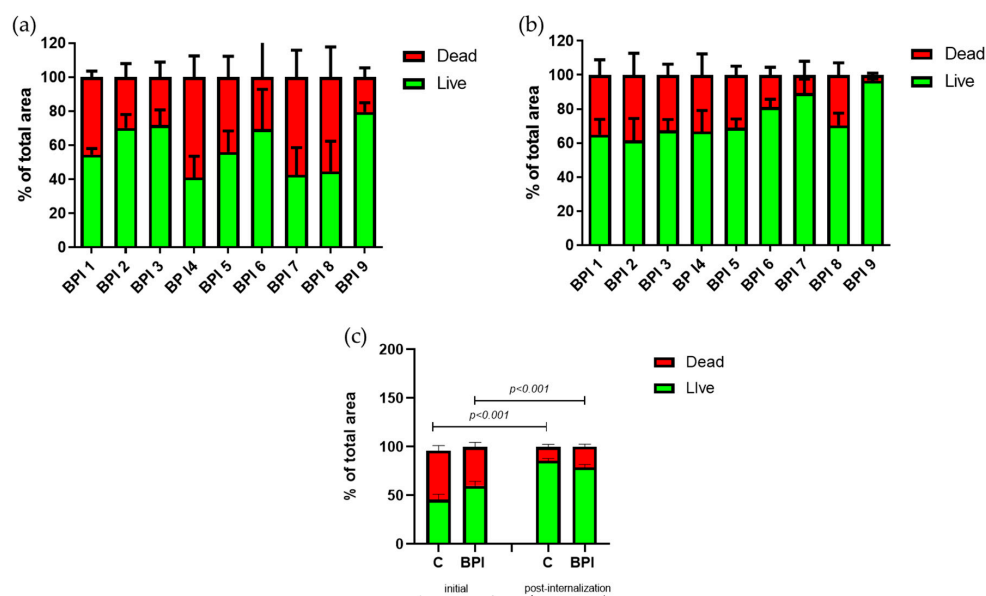 (a)
120
100
80
60
40
20
0
% of total area
BPI 1 BPI 2 BPI 3 BP I4 BPI 5 BPI 6 BPI 7 BPI 8 BPI 9
Dead
Live
(b)
120
100
80
60
40
20
0
% of total area
BPI 1 BPI 2 BPI 3 BP I4 BPI 5 BPI 6 BPI 7 BPI 8 BPI 9
Dead
Live
(c)
200
150
100
50
0
% of total area
p<0.001
p<0.001
Dead
LIve
C BPI C BPI
initial post-internalization